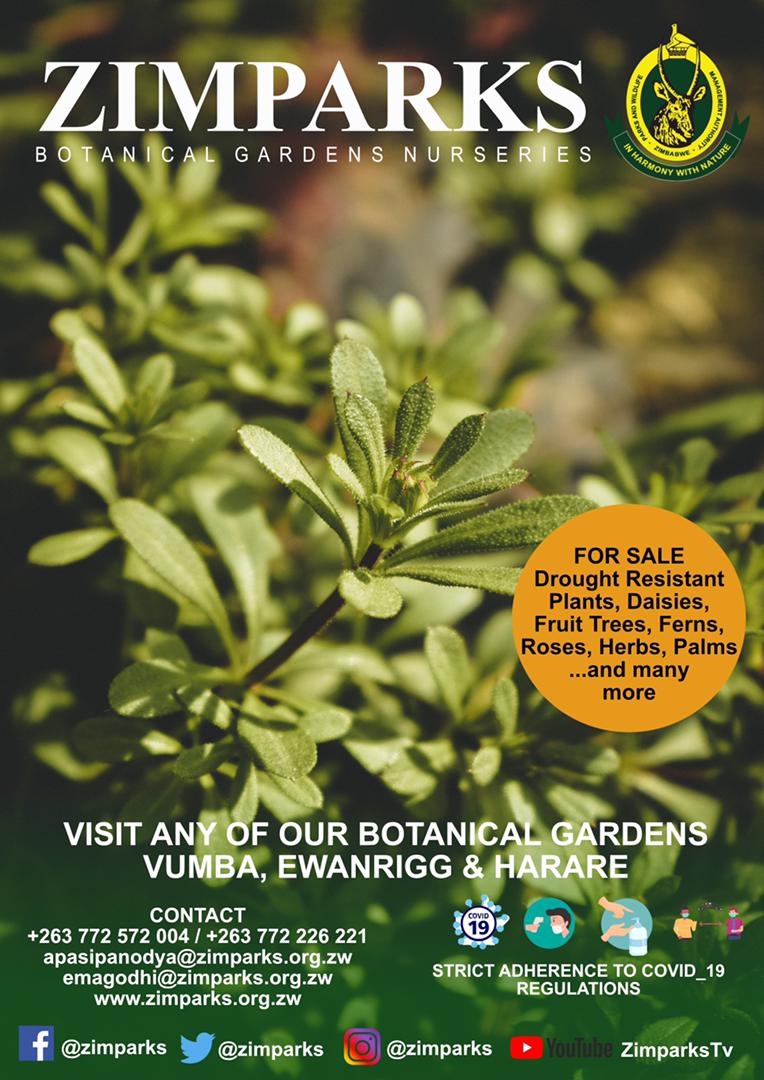 ZIMPARKS
BOTANICAL GARDENS NURSERIES
PARKS AND WILDLIFE
MANAGEMENT AUTHORITY
· ZIMBABWE ·
IN HARMONY WITH NATURE
FOR SALE
Drought Resistant
Plants, Daisies,
Fruit Trees, Ferns,
Roses, Herbs, Palms
...and many
more
VISIT ANY OF OUR BOTANICAL GARDENS
VUMBA, EWANRIGG & HARARE
CONTACT
+263 772 572 004 / +263 772 226 221
apasipanodya@zimparks.org.zw
emagodhi@zimparks.org.zw
www.zimparks.org.zw
COVID
19
STRICT ADHERENCE TO COVID_19
REGULATIONS
@zimparks
@zimparks
@zimparks
YouTube ZimparksTv